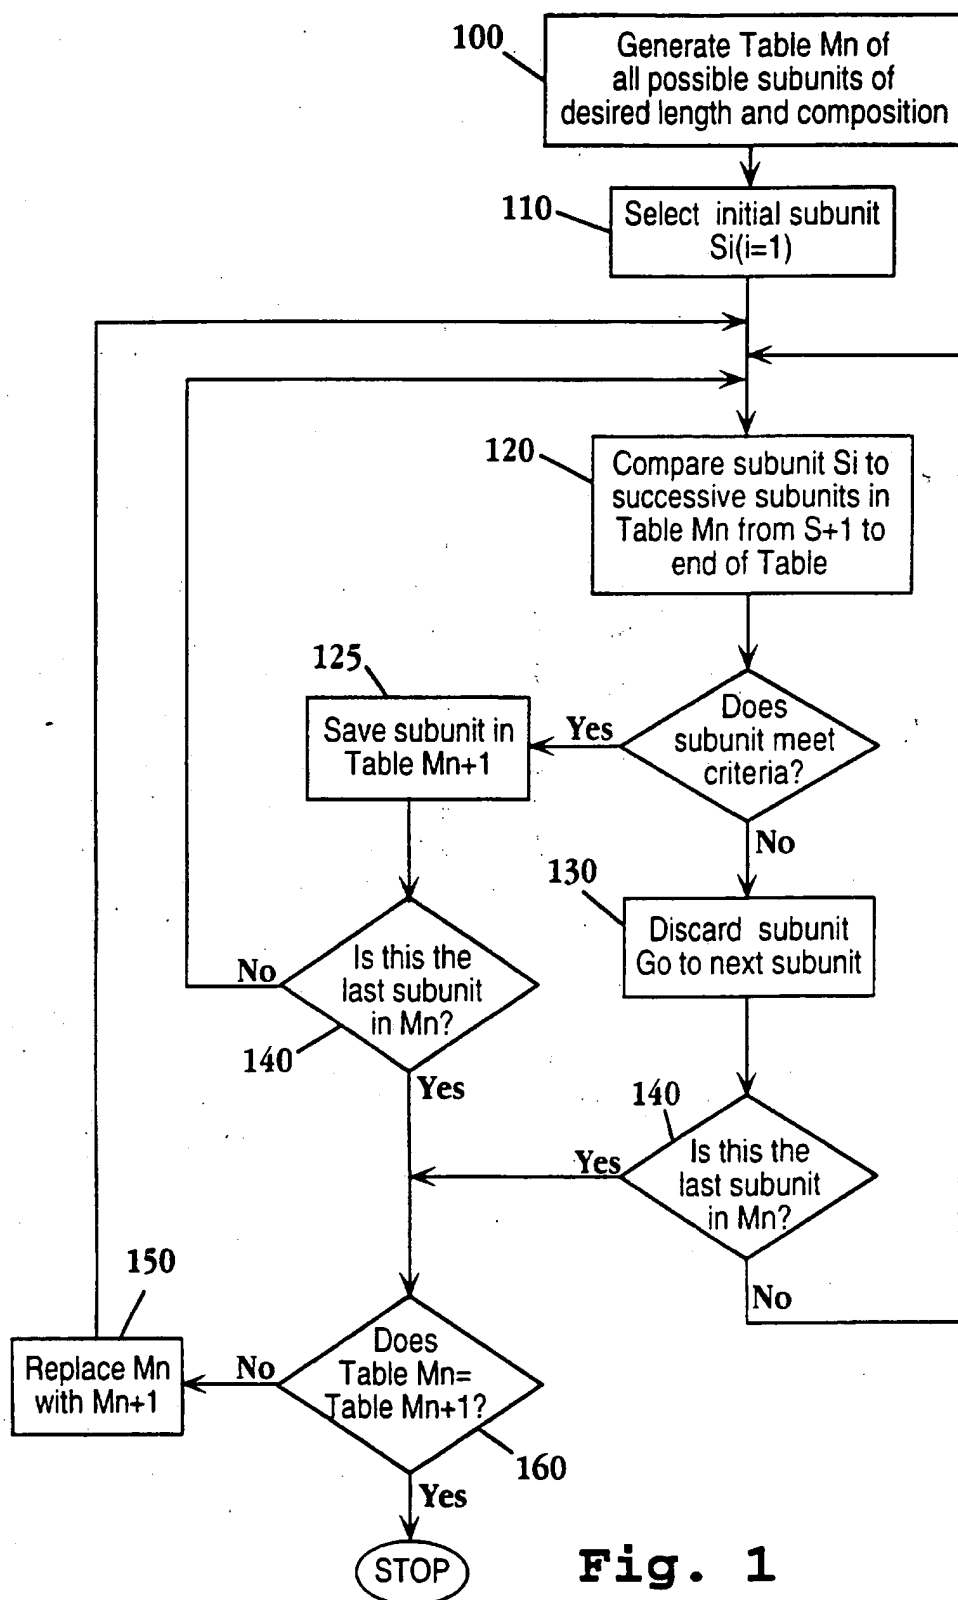 100
Generate Table Mn of
all possible subunits of
desired length and composition
110
Select initial subunit
Si(i=1)
120
Compare subunit Si to
successive subunits in
Table Mn from S+1 to
end of Table
Does
subunit meet
criteria?
Yes
No
125
Save subunit in
Table Mn+1
130
Discard subunit
Go to next subunit
Is this the
last subunit
in Mn?
No
140
Yes
140
Is this the
last subunit
in Mn?
Yes
No
150
Replace Mn
with Mn+1
No
Does
Table Mn=
Table Mn+1?
160
Yes
STOP
Fig. 1